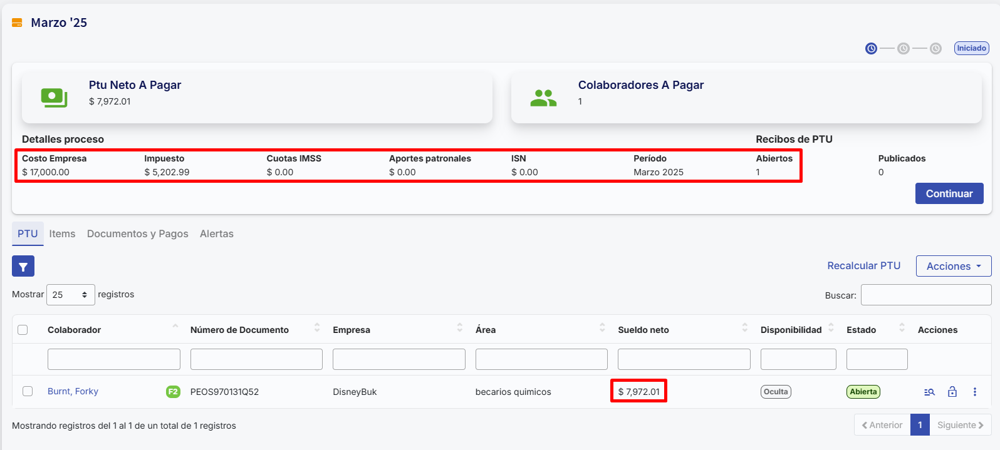 Marzo '25
Iniciado
Ptu Neto A Pagar
$ 7,972.01
Colaboradores A Pagar
1
Detalles proceso
Recibos de PTU
Costo Empresa Impuesto Cuotas IMSS Aportes patronales ISN Período Abiertos Publicados
$ 17,000.00 $ 5,202.99 $ 0.00 $ 0.00 $ 0.00 Marzo 2025 1 0
Continuar
PTU Items Documentos y Pagos Alertas
Recalcular PTU Acciones
Mostrar 25 registros
Buscar:
Colaborador Número de Documento Empresa Área Sueldo neto Disponibilidad Estado Acciones
Burnt, Forky F2 PEOS970131Q52 DisneyBuk becarios quimicos $ 7,972.01 Oculta Abierta
Mostrando registros del 1 al 1 de un total de 1 registros
Anterior 1 Siguiente